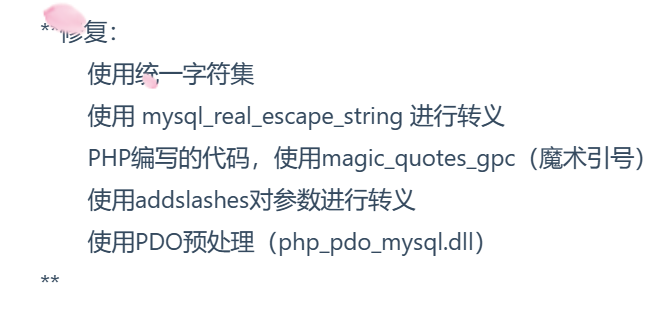 **修复：
使用统一字符集
使用 mysql_real_escape_string 进行转义
PHP编写的代码，使用magic_quotes_gpc（魔术引号）
使用addslashes对参数进行转义
使用PDO预处理（php_pdo_mysql.dll）
**